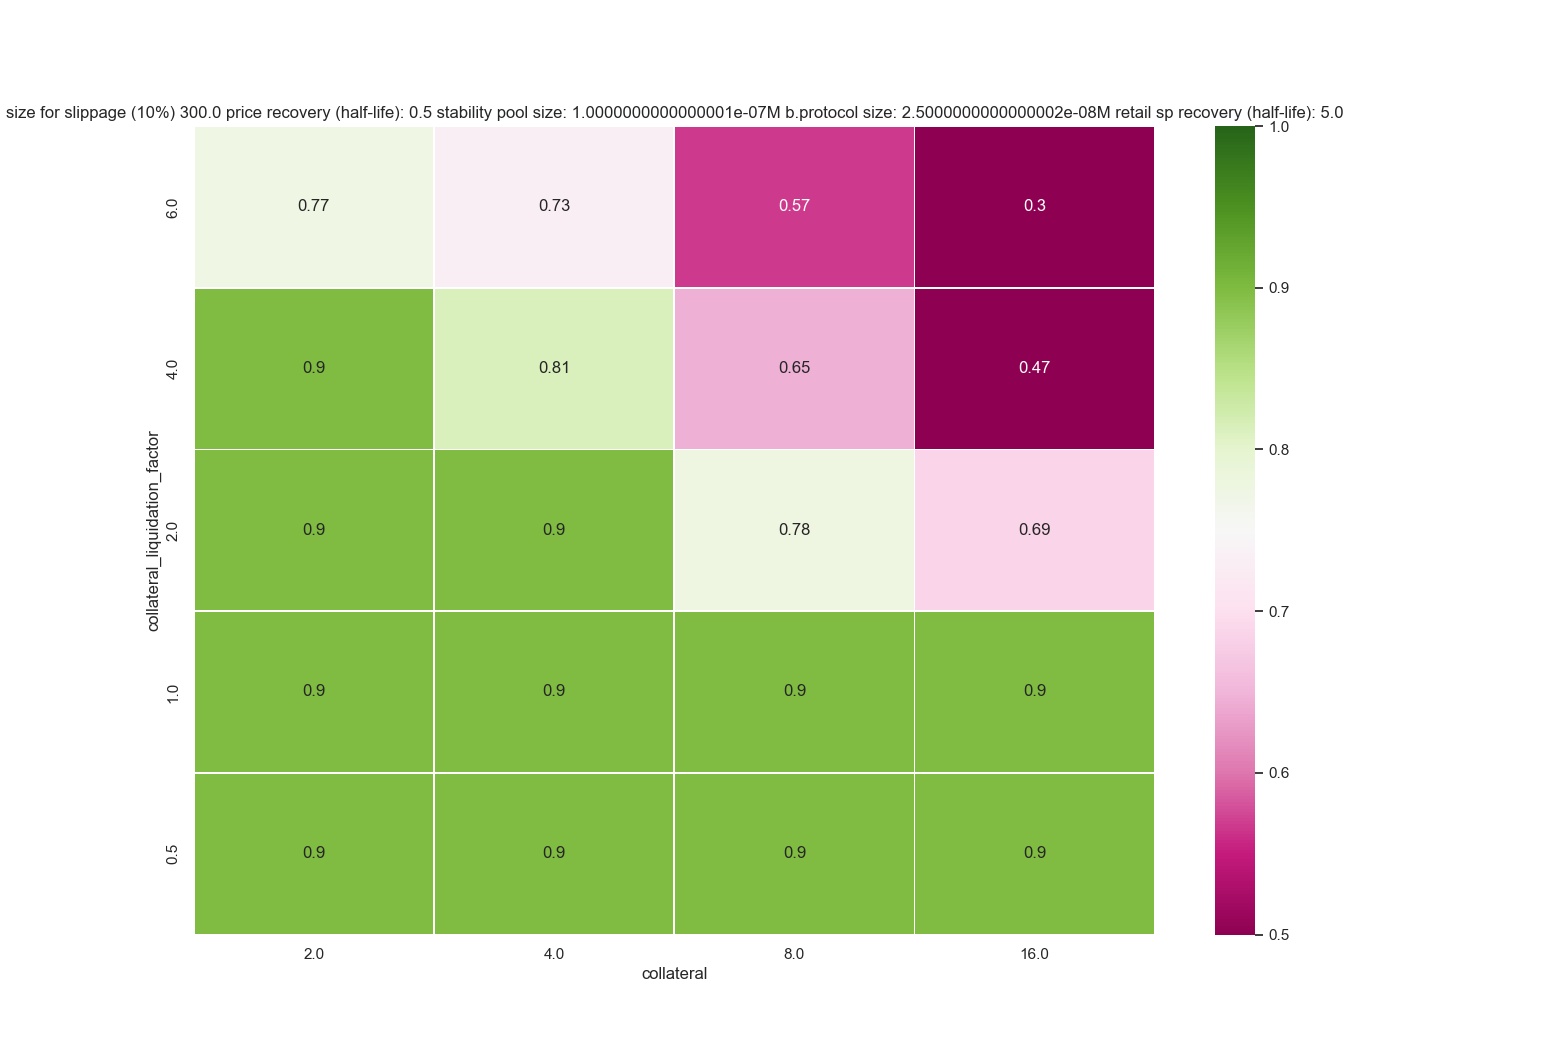 size for slippage (10%) 300.0 price recovery (half-life): 0.5 stability pool size: 1.0000000000000001e-07M b.protocol size: 2.5000000000000002e-08M retail sp recovery (half-life): 5.0
1.0
6.0 0.77 0.73 0.57 0.3
0.9
4.0 0.9 0.81 0.65 0.47
0.8
collateral_liquidation_factor
2.0 0.9 0.9 0.78 0.69
0.7
1.0 0.9 0.9 0.9 0.9
0.6
0.5 0.9 0.9 0.9 0.9
0.5
2.0 4.0 8.0 16.0
collateral